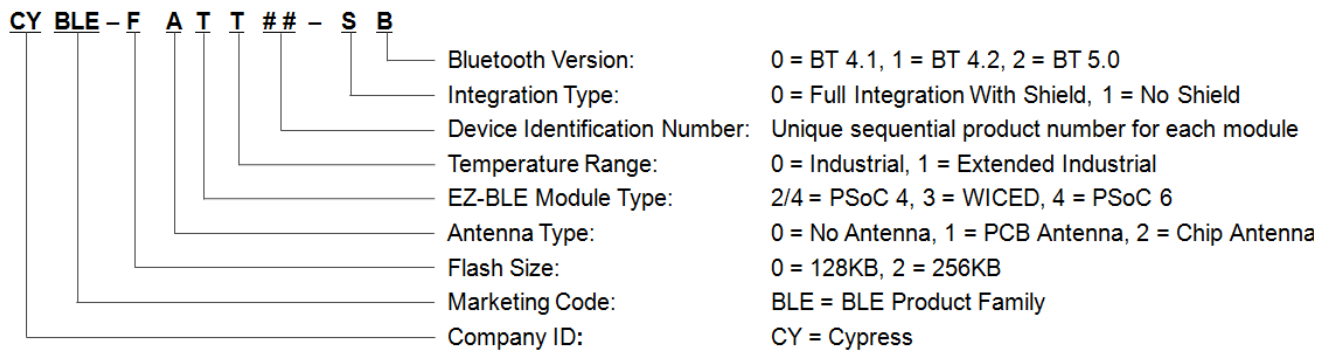 CY BLE – F A T T ## – S B
Bluetooth Version: 0 = BT 4.1, 1 = BT 4.2, 2 = BT 5.0
Integration Type: 0 = Full Integration With Shield, 1 = No Shield
Device Identification Number: Unique sequential product number for each module
Temperature Range: 0 = Industrial, 1 = Extended Industrial
EZ-BLE Module Type: 2/4 = PSoC 4, 3 = WICED, 4 = PSoC 6
Antenna Type: 0 = No Antenna, 1 = PCB Antenna, 2 = Chip Antenna
Flash Size: 0 = 128KB, 2 = 256KB
Marketing Code: BLE = BLE Product Family
Company ID: CY = Cypress